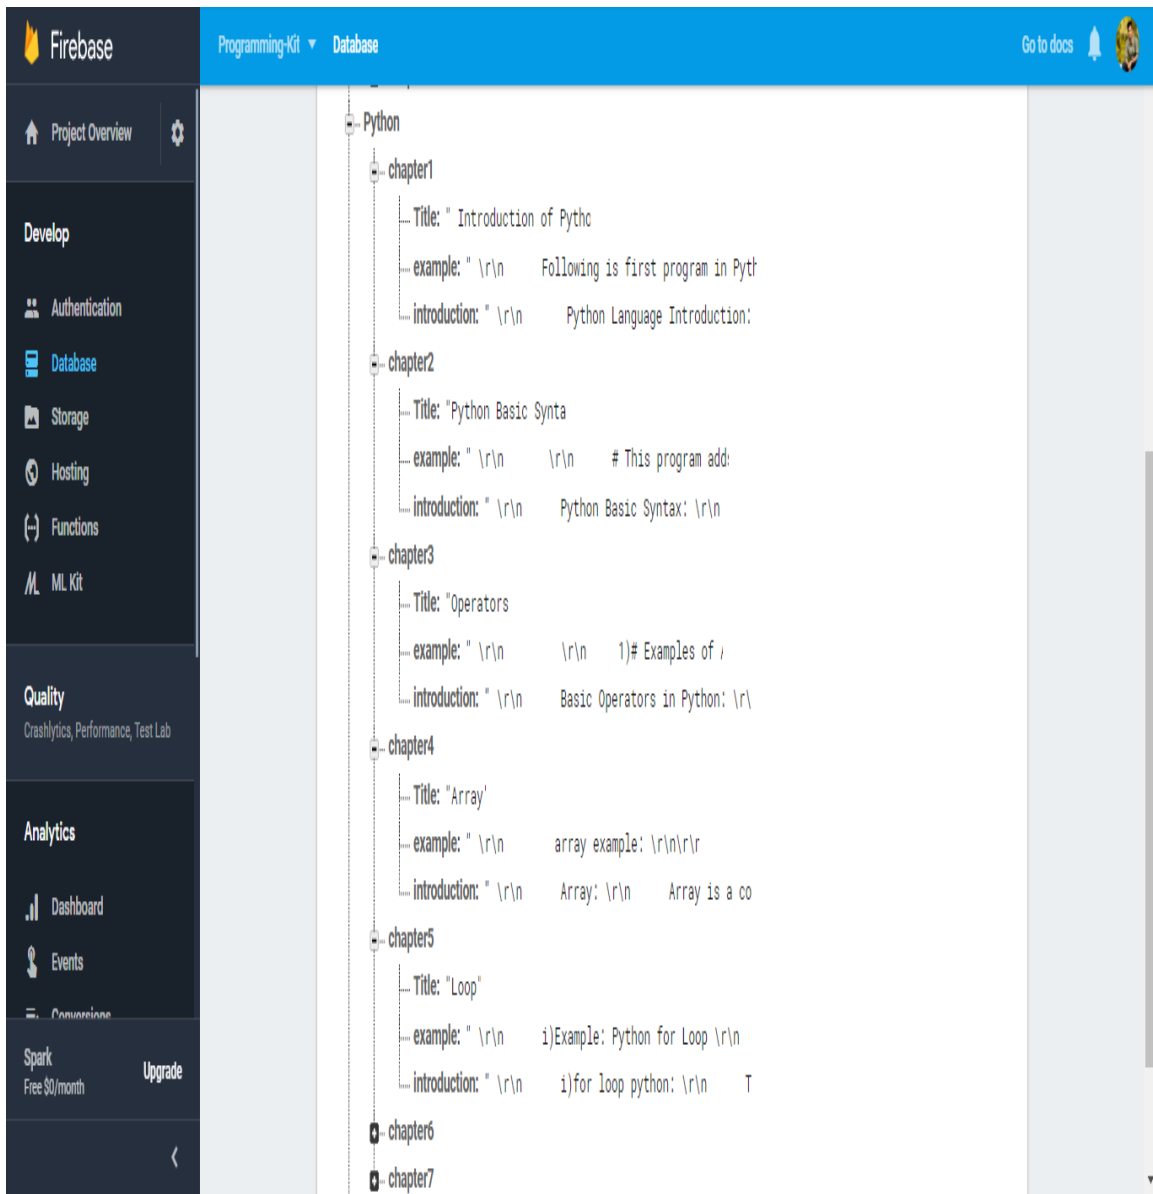 Firebase
Programming-Kit Database Go to docs
Project Overview
Develop
Authentication
Database
Storage
Hosting
Functions
ML Kit
Quality
Crashlytics, Performance, Test Lab
Analytics
Dashboard
Events
Conversions
Spark
Free $0/month
Upgrade
Python
chapter1
Title: " Introduction of Pytho
example: " \r\n Following is first program in Pyth
introduction: " \r\n Python Language Introduction:
chapter2
Title: "Python Basic Synta
example: " \r\n \r\n # This program adds
introduction: " \r\n Python Basic Syntax: \r\n
chapter3
Title: "Operators
example: " \r\n \r\n 1)# Examples of
introduction: " \r\n Basic Operators in Python: \r\
chapter4
Title: "Array"
example: " \r\n array example: \r\n\r\r
introduction: " \r\n Array: \r\n Array is a co
chapter5
Title: "Loop"
example: " \r\n i)Example: Python for Loop \r\n
introduction: " \r\n i)for loop python: \r\n T
chapter6
chapter7